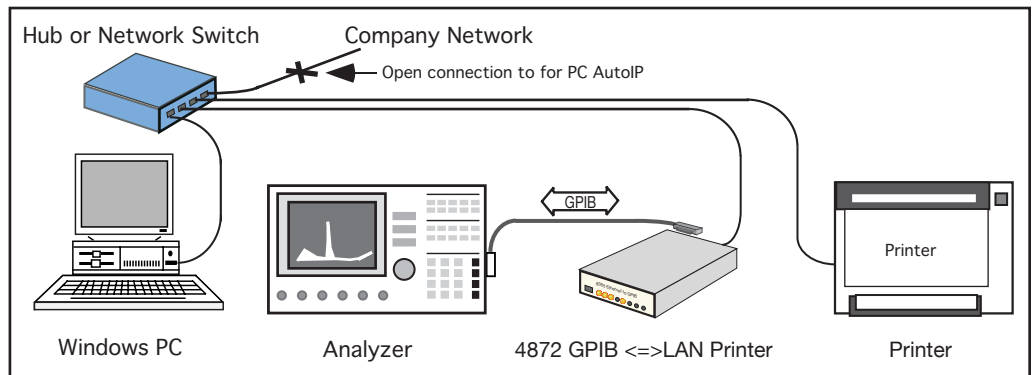 Hub or Network Switch
Company Network
Open connection to for PC AutoIP
GPIB
Printer
Windows PC
Analyzer
4872 GPIB <=>LAN Printer
Printer